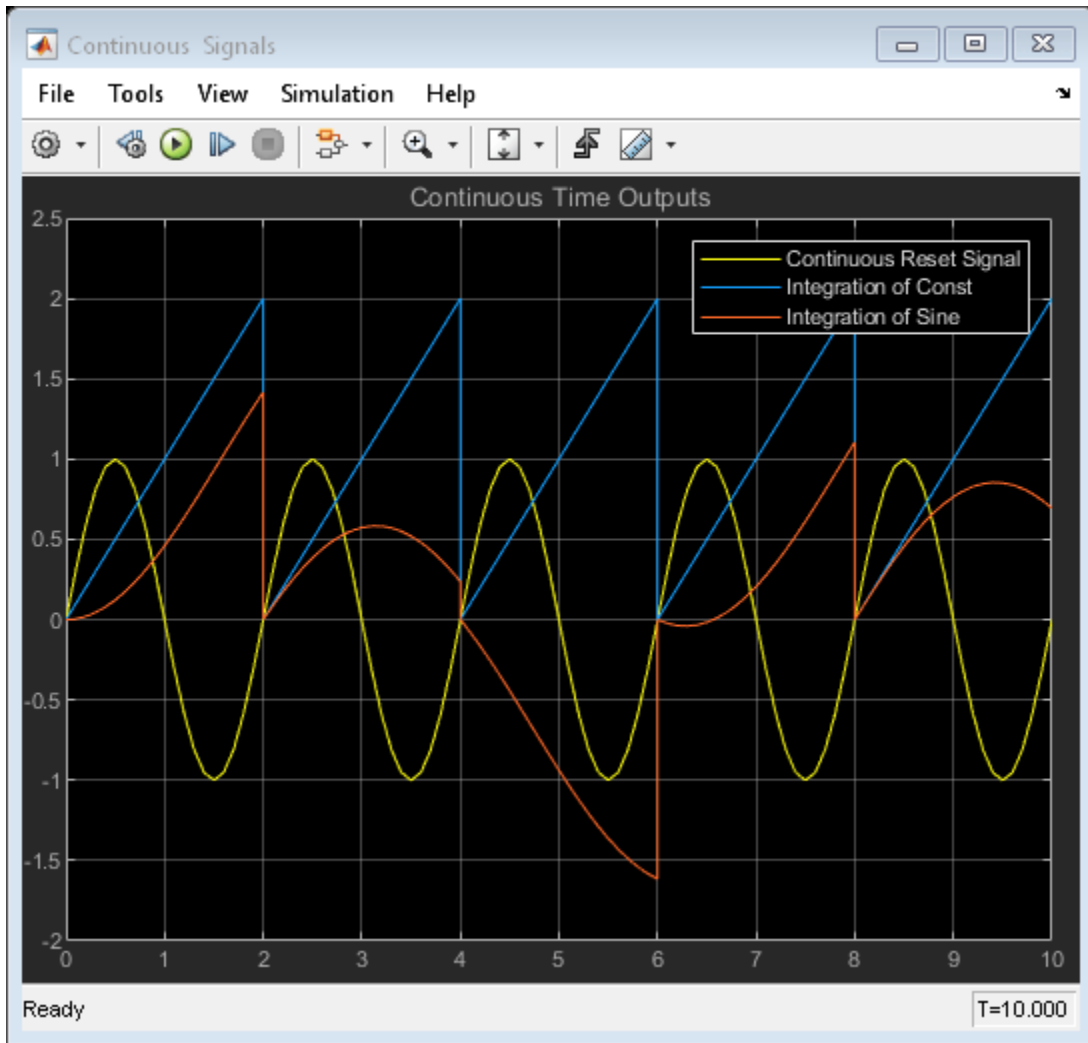 Continuous Signals
File Tools View Simulation Help
Continuous Time Outputs
2.5
2
1.5
1
0.5
0
-0.5
-1
-1.5
-2
Continuous Reset Signal
Integration of Const
Integration of Sine
0 1 2 3 4 5 6 7 8 9 10
Ready T=10.000